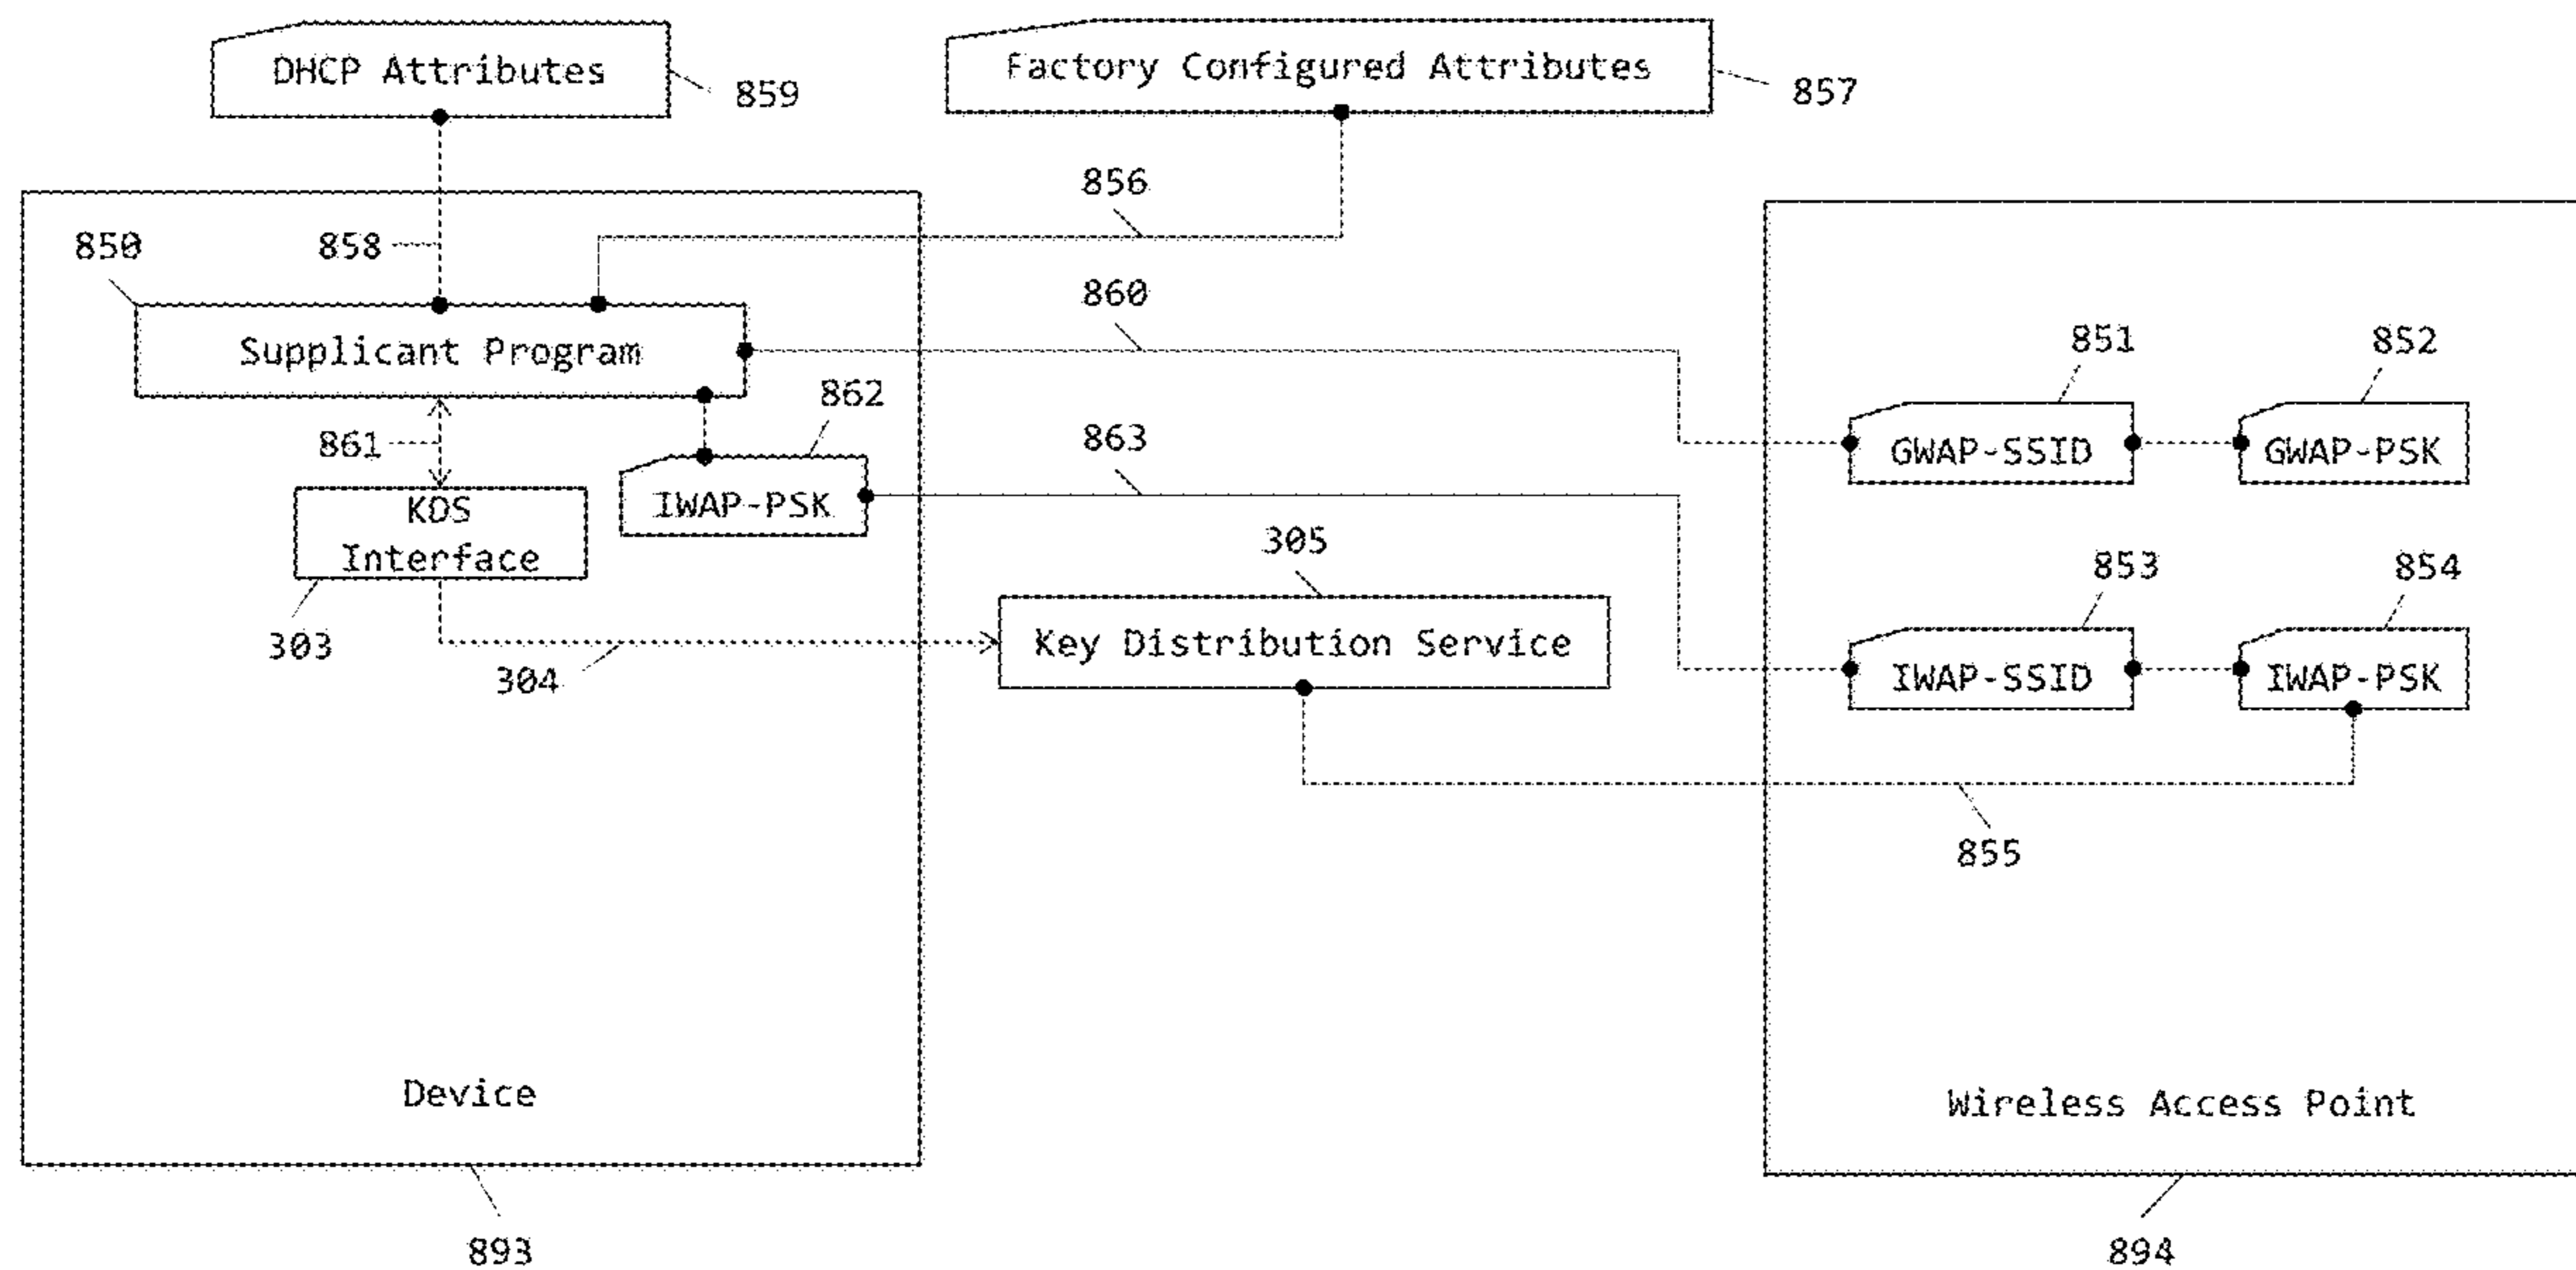 DHCP Attributes
859
Factory Configured Attributes
857
856
850
858
860
Supplicant Program
851
852
862
861
863
GWAP-SSID
GWAP-PSK
KDS
Interface
IWAP-PSK
305
853
854
303
304
Key Distribution Service
IWAP-SSID
IWAP-PSK
855
Device
Wireless Access Point
893
894